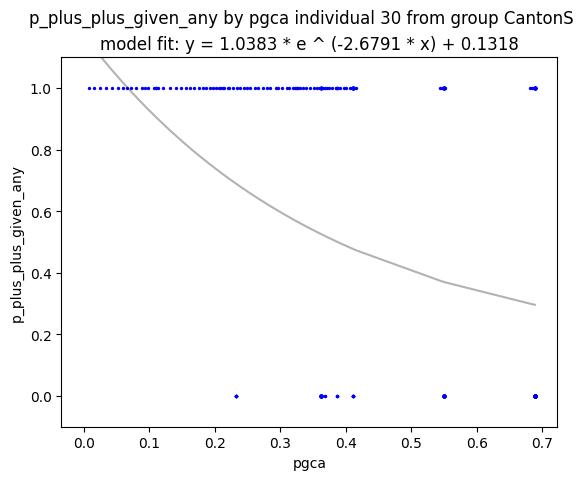 p_plus_plus_given_any by pgca individual 30 from group CantonS
model fit: y = 1.0383 * e ^ (-2.6791 * x) + 0.1318
1.0
0.8
0.6
0.4
0.2
0.0
p_plus_plus_given_any
0.0 0.1 0.2 0.3 0.4 0.5 0.6 0.7
pgca